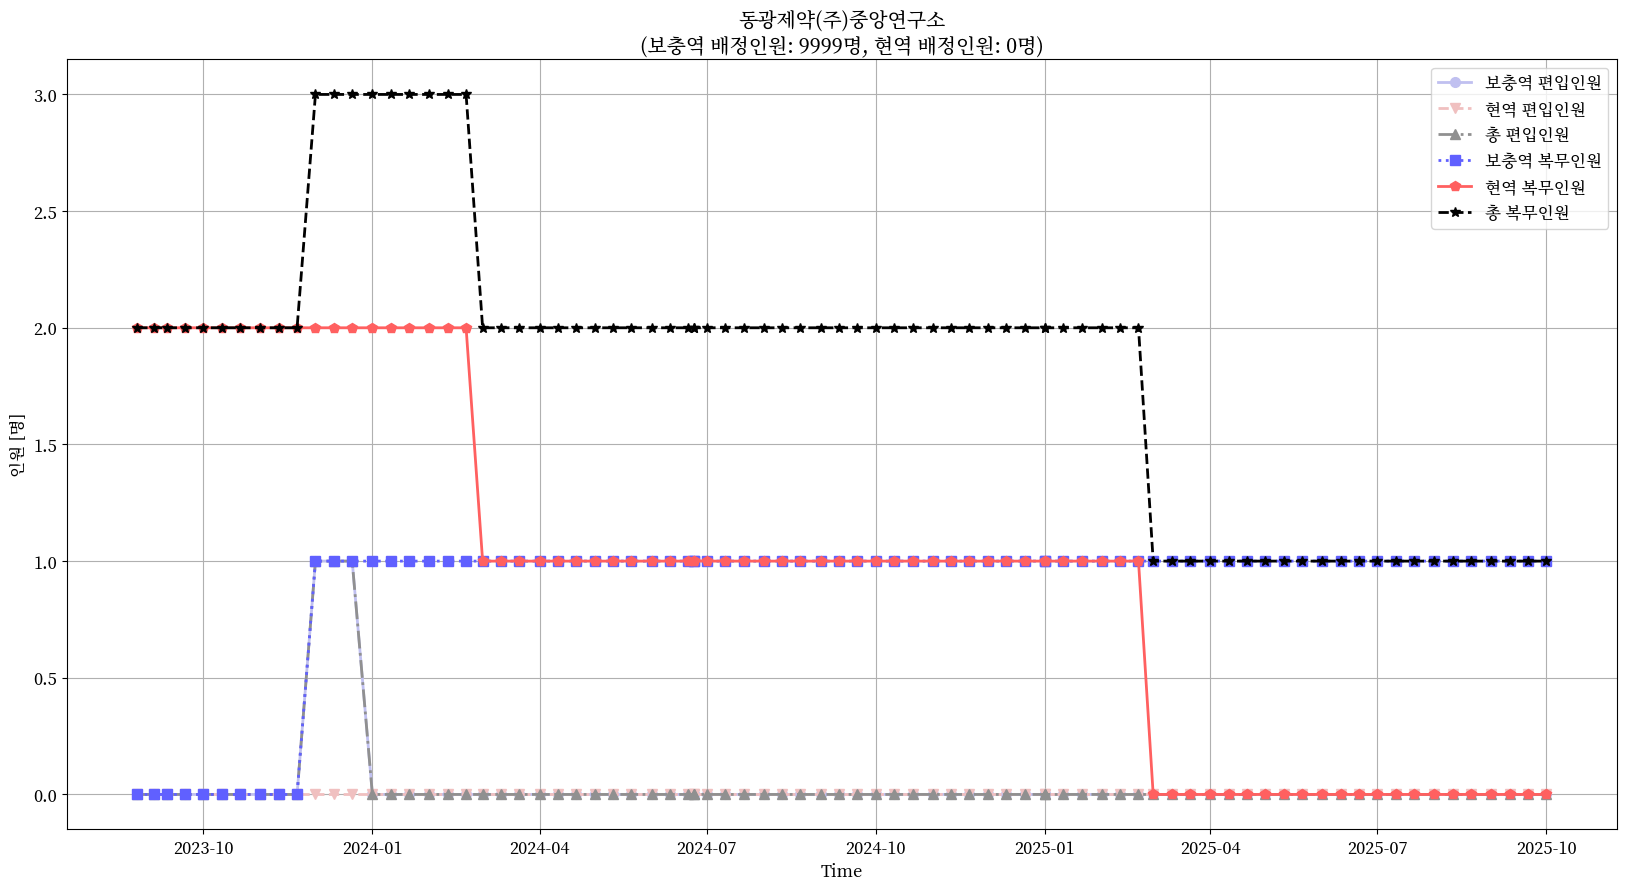 동광제약(주)중앙연구소
(보충역 배정인원: 9999명, 현역 배정인원: 0명)
보충역 편입인원
현역 편입인원
총 편입인원
보충역 복무인원
현역 복무인원
총 복무인원
인원 [명]
3.0
2.5
2.0
1.5
1.0
0.5
0.0
2023-10
2024-01
2024-04
2024-07
2024-10
2025-01
2025-04
2025-07
2025-10
Time